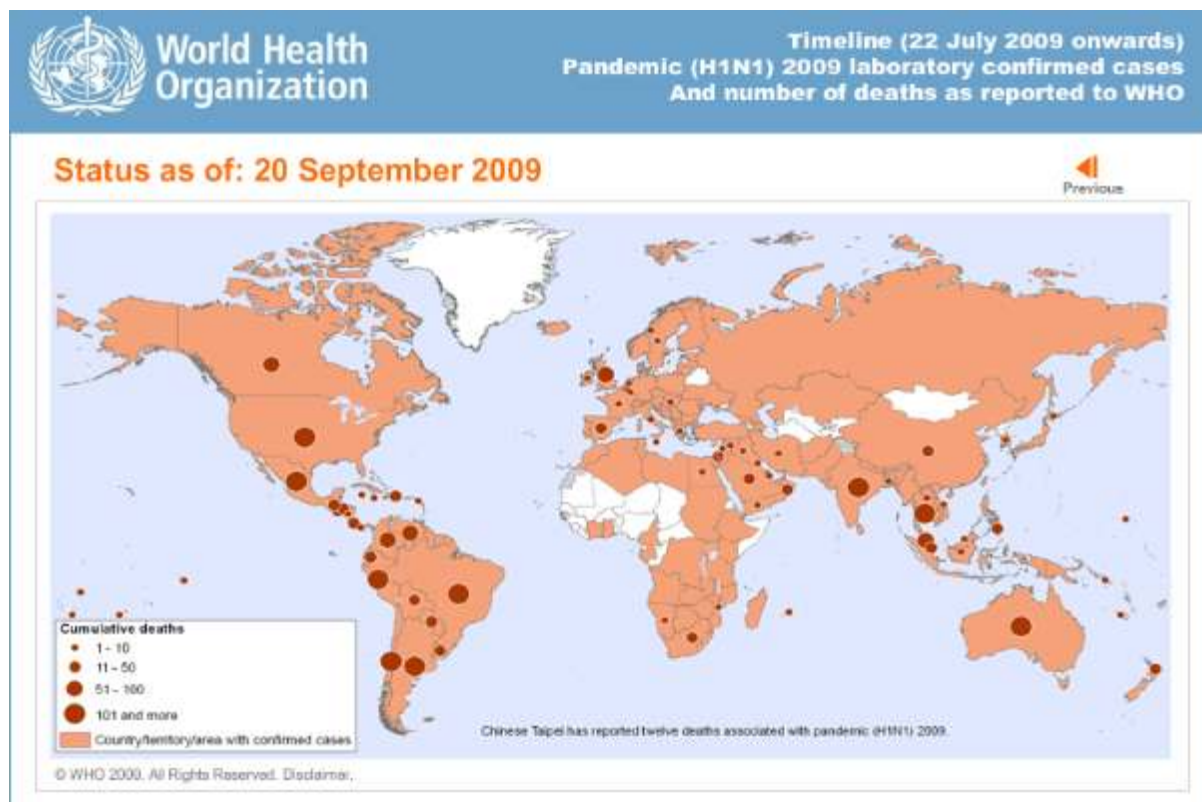 World Health
Organization
Timeline (22 July 2009 onwards)
Pandemic (H1N1) 2009 laboratory confirmed cases
And number of deaths as reported to WHO
Status as of: 20 September 2009
Previous
Cumulative deaths
1 - 10
11 - 50
51 - 100
101 and more
Country/territory/area with confirmed cases
Chinese Taipei has reported twelve deaths associated with pandemic (H1N1) 2009.
© WHO 2009. All Rights Reserved. Disclaimer.